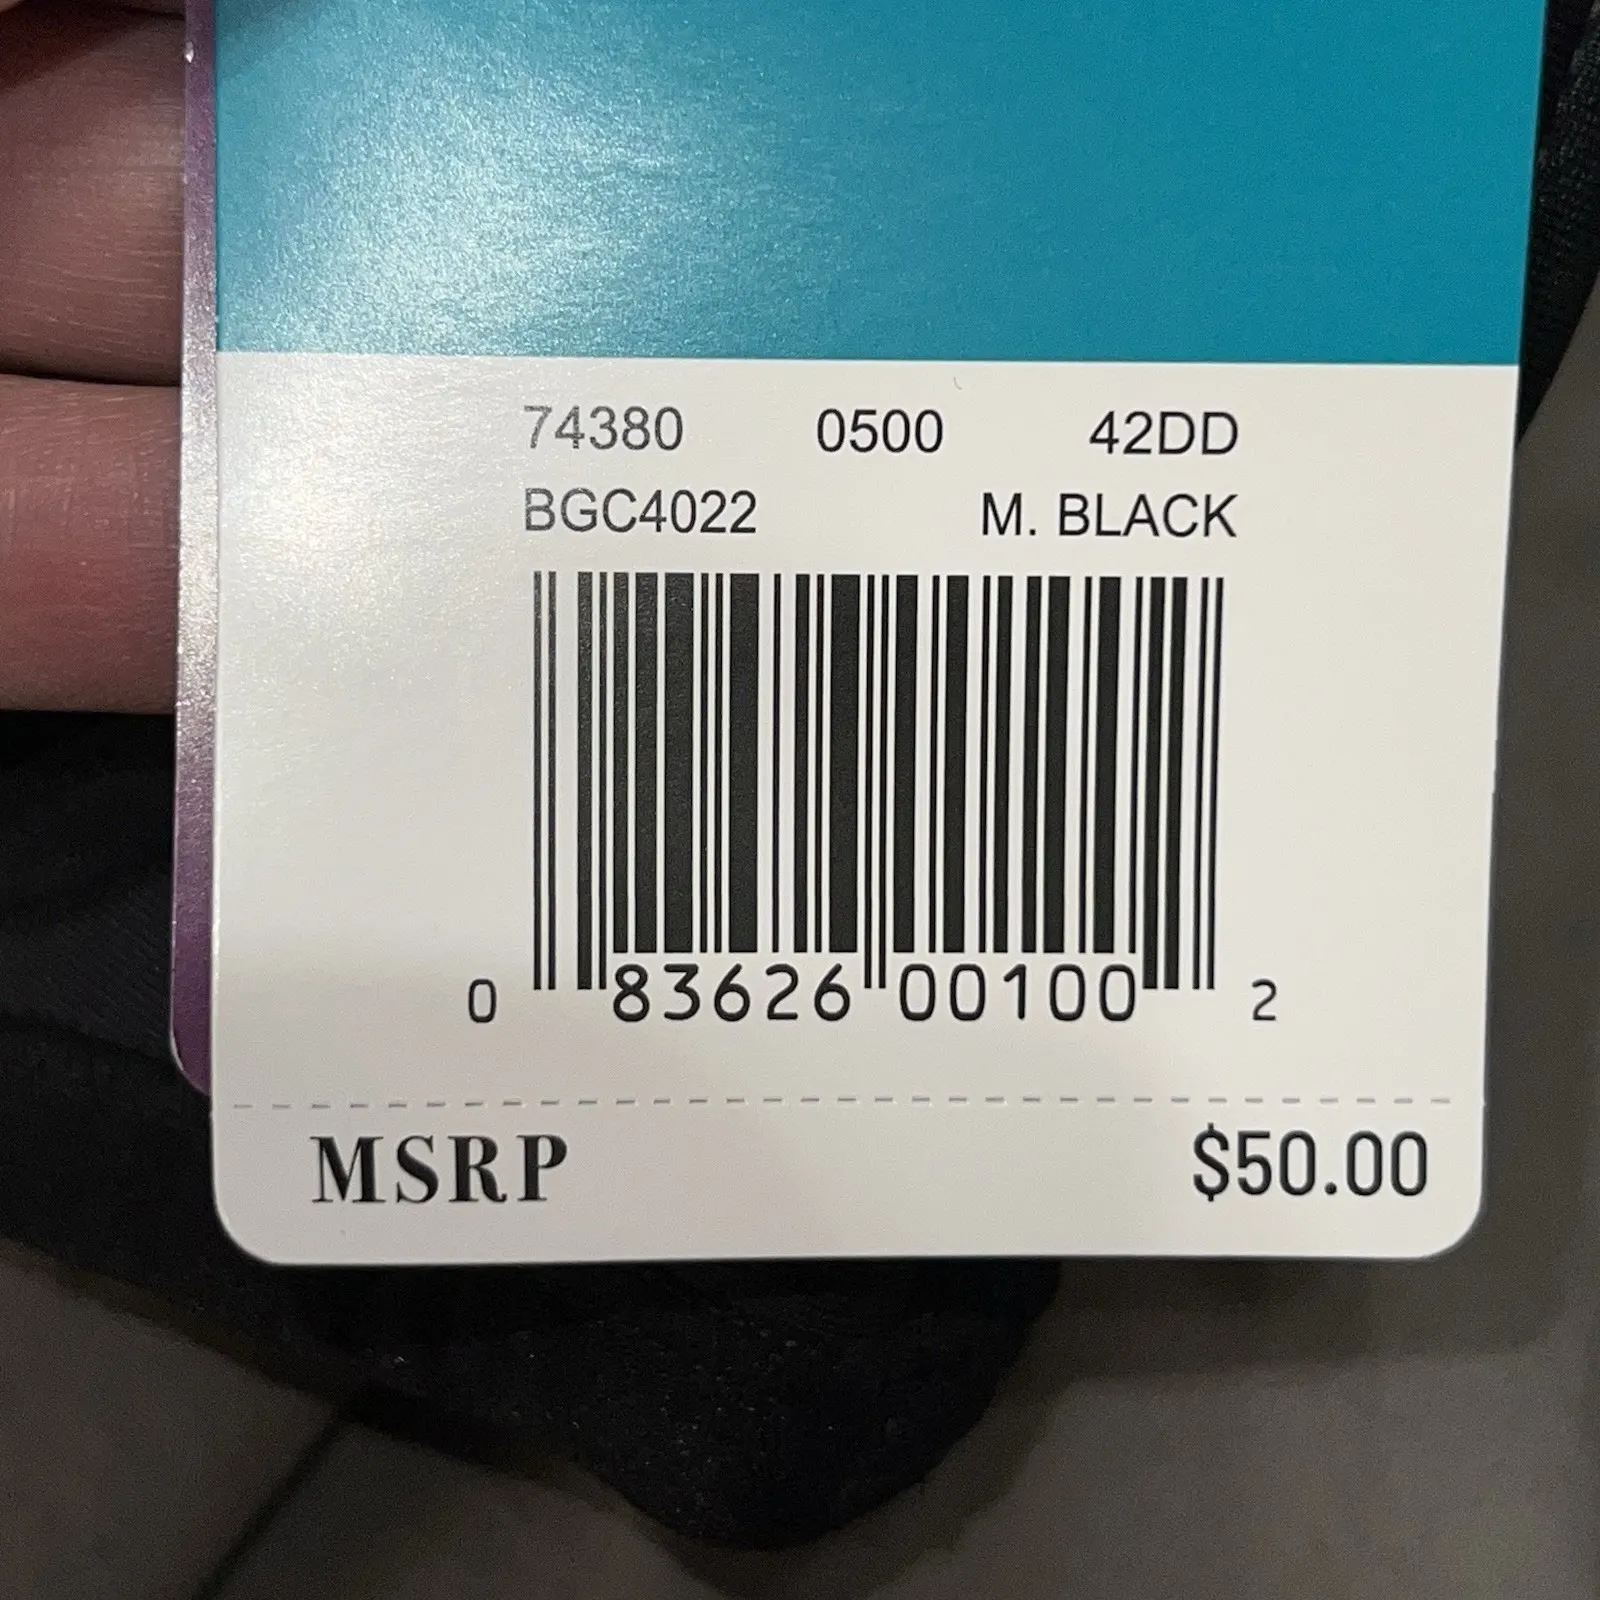 74380 0500 42DD
BGC4022 M. BLACK
0 83626 00100 2
MSRP $50.00